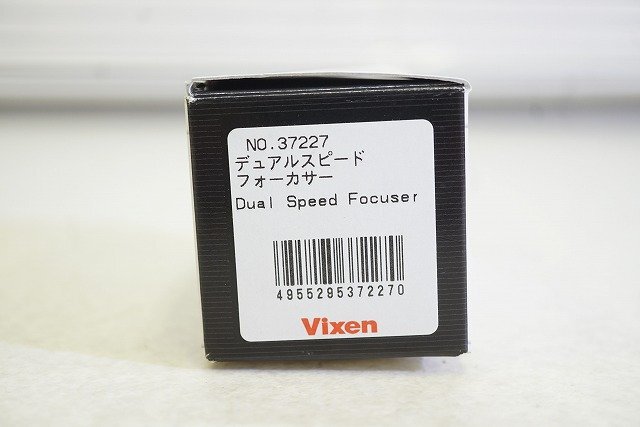 NO.37227
デュアルスピード
フォーカサー
Dual Speed Focuser
4955295372270
Vixen